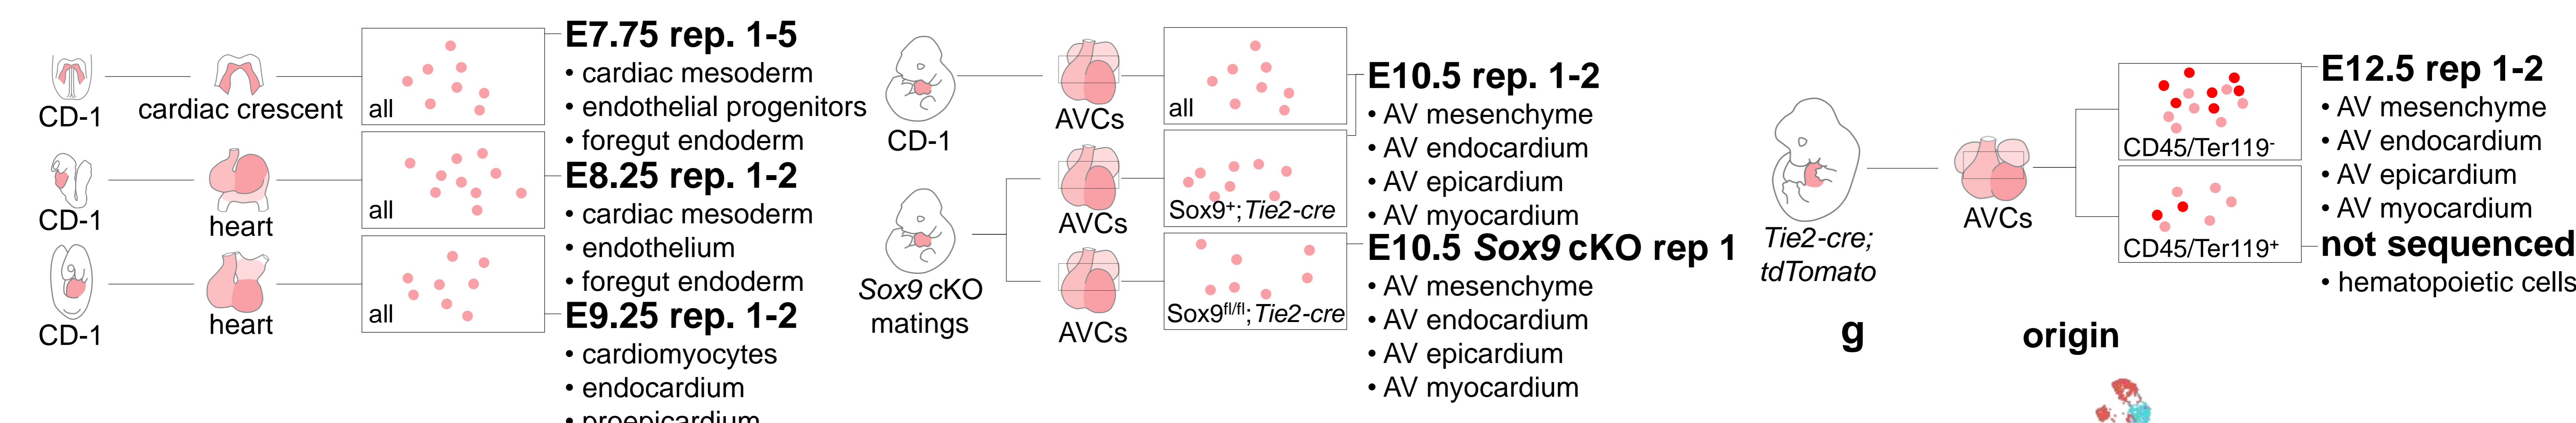 CD-1
cardiac crescent
all
E7.75 rep. 1-5
• cardiac mesoderm
• endothelial progenitors
• foregut endoderm
CD-1
heart
all
E8.25 rep. 1-2
• cardiac mesoderm
• endothelium
• foregut endoderm
CD-1
heart
all
E9.25 rep. 1-2
• cardiomyocytes
• endocardium
• proepicardium
CD-1
AVCs
all
E10.5 rep. 1-2
• AV mesenchyme
• AV endocardium
• AV epicardium
• AV myocardium
Sox9 cKO
matings
AVCs
Sox9⁺; Tie2-cre
AVCs
Sox9fl/fl; Tie2-cre
E10.5 Sox9 cKO rep 1
• AV mesenchyme
• AV endocardium
• AV epicardium
• AV myocardium
Tie2-cre;
tdTomato
AVCs
CD45/Ter119⁻
E12.5 rep 1-2
• AV mesenchyme
• AV endocardium
• AV epicardium
• AV myocardium
CD45/Ter119⁺
not sequenced
• hematopoietic cells
g
origin